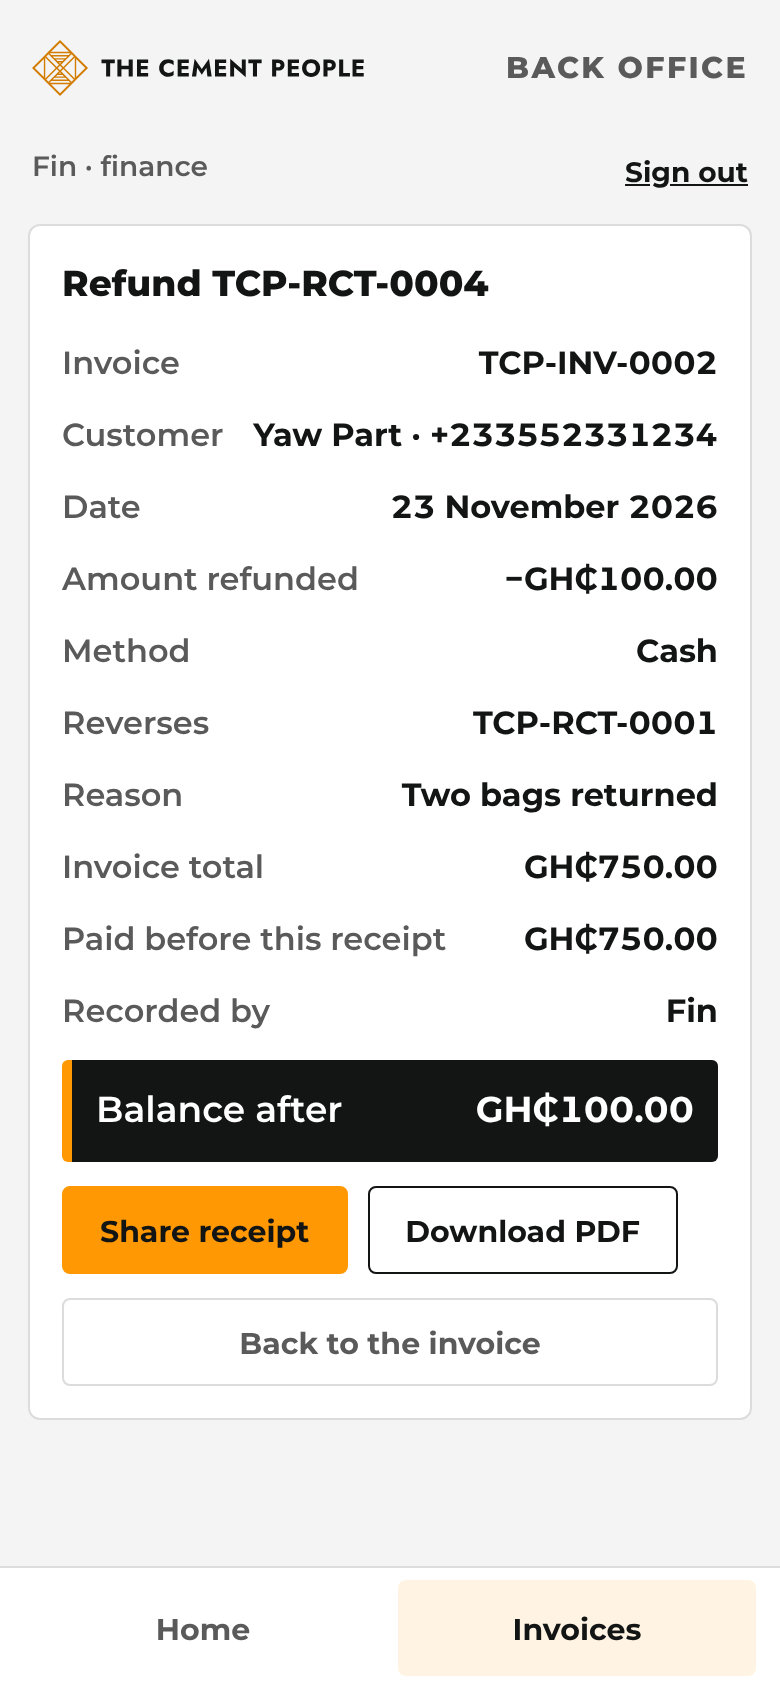 THE CEMENT PEOPLE
BACK OFFICE
Fin · finance
Sign out
Refund TCP-RCT-0004
Invoice TCP-INV-0002
Customer Yaw Part · +233552331234
Date 23 November 2026
Amount refunded −GH₵100.00
Method Cash
Reverses TCP-RCT-0001
Reason Two bags returned
Invoice total GH₵750.00
Paid before this receipt GH₵750.00
Recorded by Fin
Balance after GH₵100.00
Share receipt
Download PDF
Back to the invoice
Home
Invoices